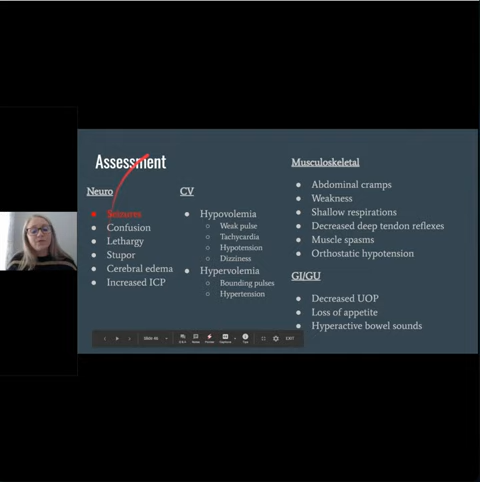 Assessment
Neuro
Seizures
Confusion
Lethargy
Stupor
Cerebral edema
Increased ICP
CV
Hypovolemia
Weak pulse
Tachycardia
Hypotension
Dizziness
Hypervolemia
Bounding pulses
Hypertension
Musculoskeletal
Abdominal cramps
Weakness
Shallow respirations
Decreased deep tendon reflexes
Muscle spasms
Orthostatic hypotension
GI/GU
Decreased UOP
Loss of appetite
Hyperactive bowel sounds
EXIT